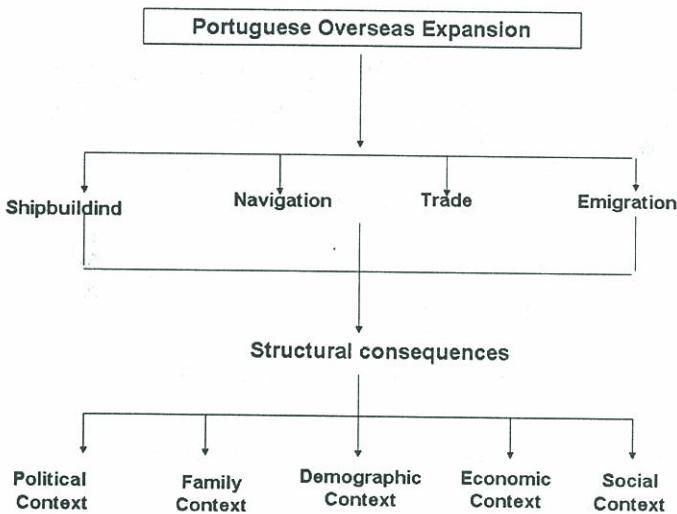 Portuguese Overseas Expansion
Shipbuildind
Navigation
Trade
Emigration
Structural consequences
Political
Context
Family
Context
Demographic
Context
Economic
Context
Social
Context